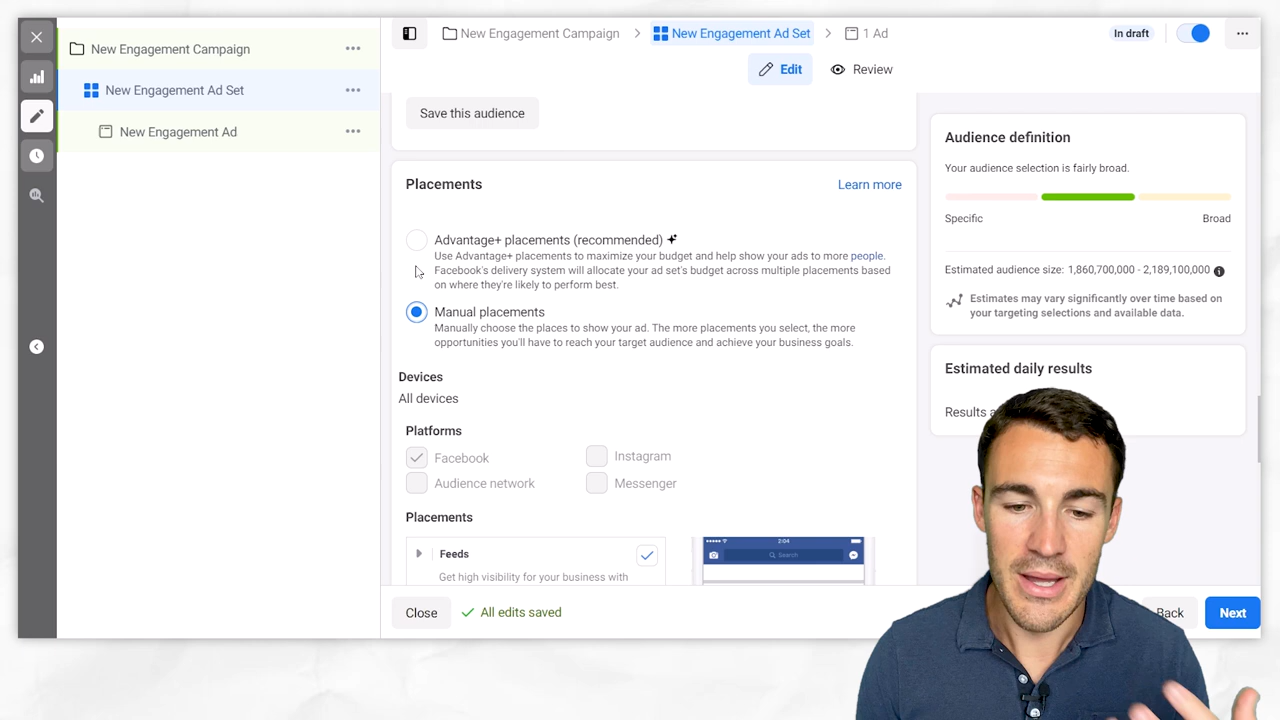 New Engagement Campaign
New Engagement Ad Set
New Engagement Ad
New Engagement Campaign
New Engagement Ad Set
1 Ad
In draft
Edit
Review
Save this audience
Placements
Learn more
Advantage+ placements (recommended)
Use Advantage+ placements to maximize your budget and help show your ads to more people.
Facebook's delivery system will allocate your ad set's budget across multiple placements based
on where they're likely to perform best.
Manual placements
Manually choose the places to show your ad. The more placements you select, the more
opportunities you'll have to reach your target audience and achieve your business goals.
Devices
All devices
Platforms
Facebook
Instagram
Audience network
Messenger
Placements
Feeds
Get high visibility for your business with
2:04
Search
Audience definition
Your audience selection is fairly broad.
Specific
Broad
Estimated audience size: 1,860,700,000 - 2,189,100,000
Estimates may vary significantly over time based on
your targeting selections and available data.
Estimated daily results
Results
Close
All edits saved
Back
Next